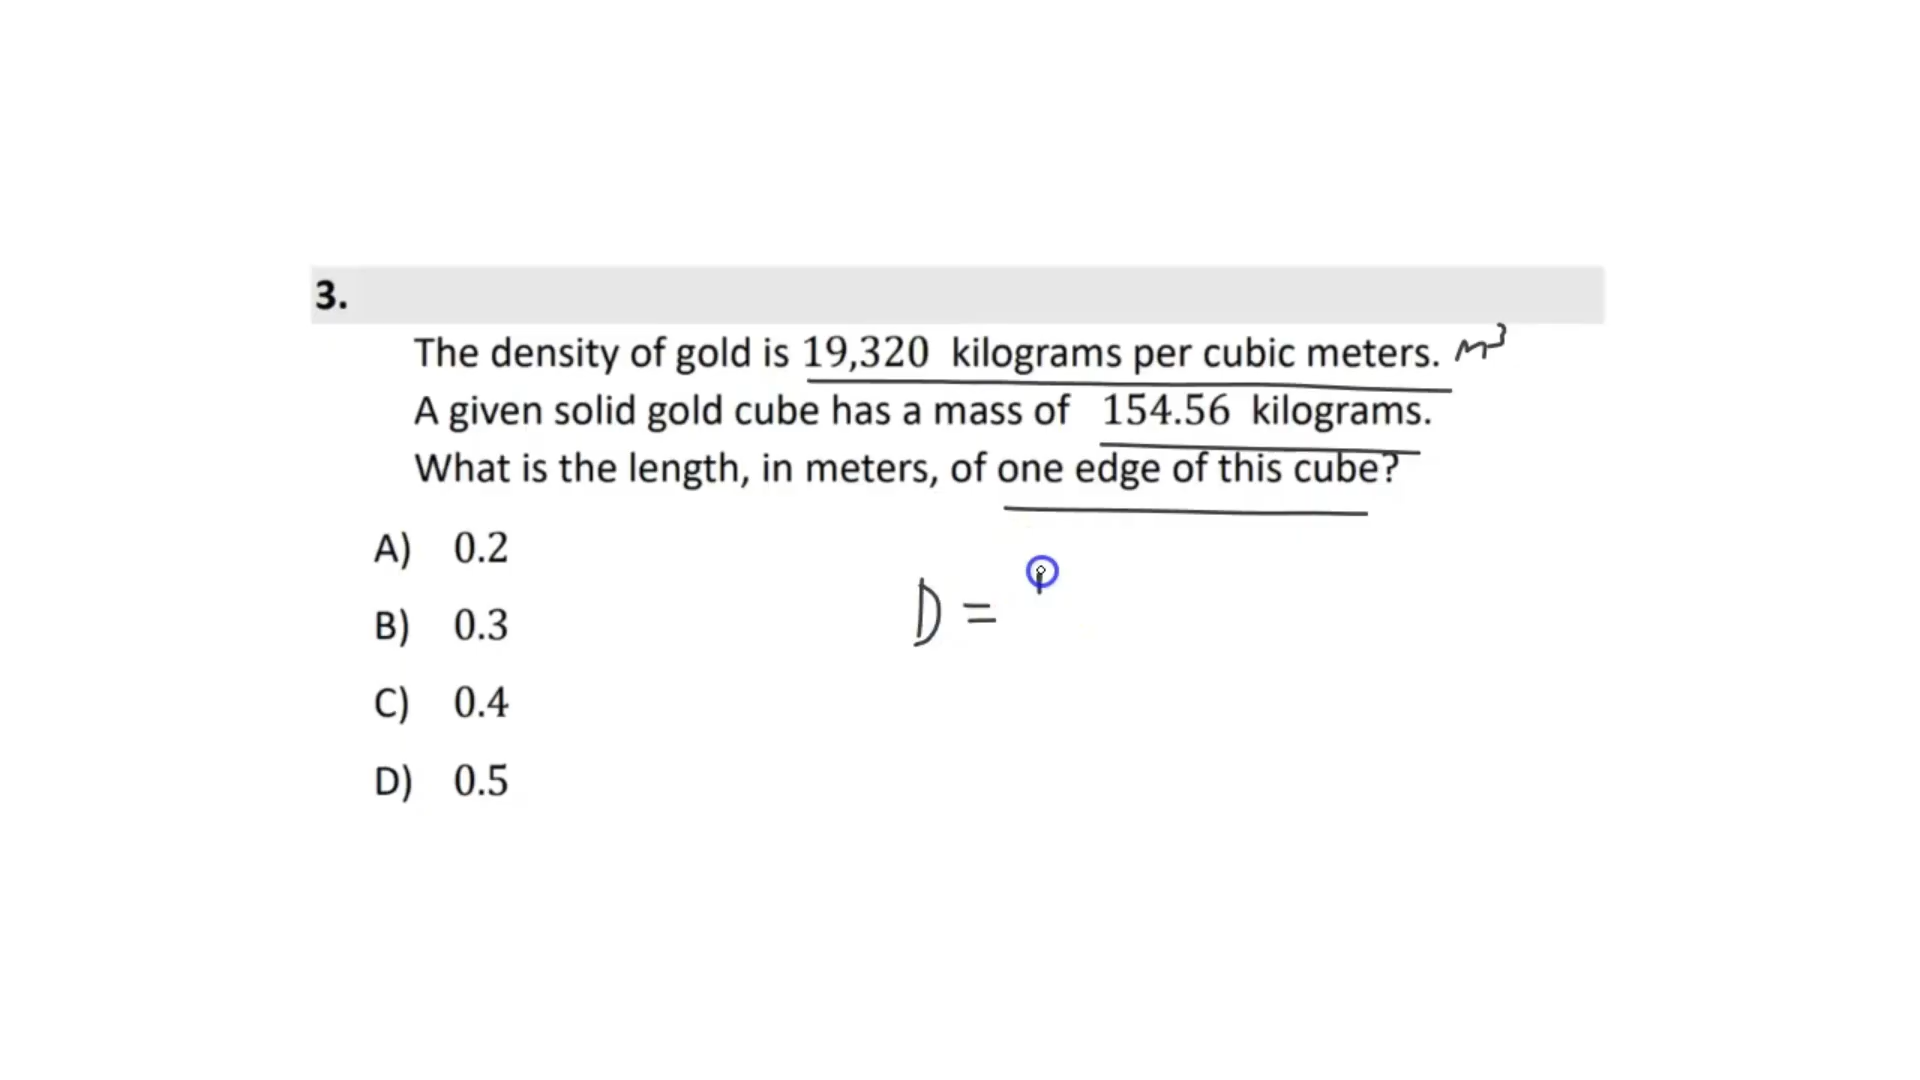 3.
The density of gold is 19,320 kilograms per cubic meters. m³
A given solid gold cube has a mass of 154.56 kilograms.
What is the length, in meters, of one edge of this cube?
A) 0.2
B) 0.3
C) 0.4
D) 0.5
D =